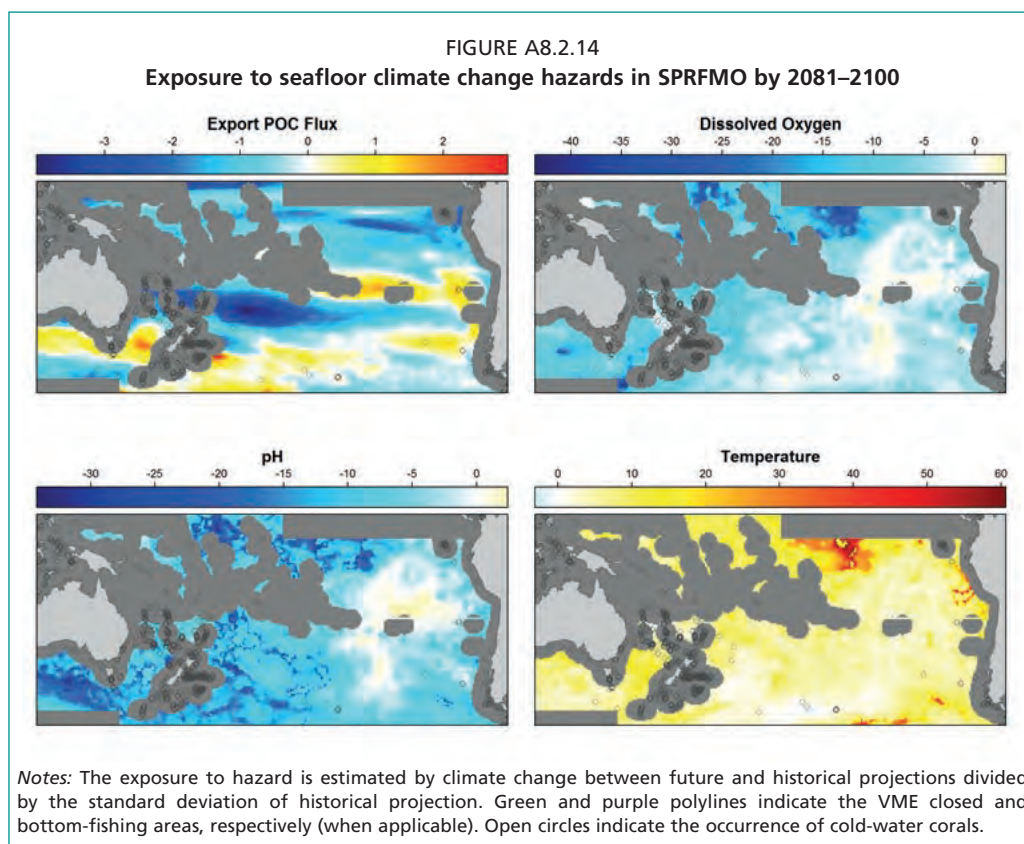 FIGURE A8.2.14
Exposure to seafloor climate change hazards in SPRFMO by 2081–2100
Export POC Flux
-3 -2 -1 0 1 2
Dissolved Oxygen
-40 -35 -30 -25 -20 -15 -10 -5 0
pH
-30 -25 -20 -15 -10 -5 0
Temperature
0 10 20 30 40 50 60
Notes: The exposure to hazard is estimated by climate change between future and historical projections divided
by the standard deviation of historical projection. Green and purple polylines indicate the VME closed and
bottom-fishing areas, respectively (when applicable). Open circles indicate the occurrence of cold-water corals.